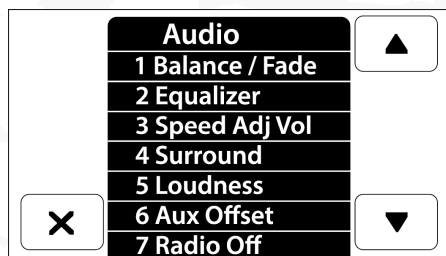 Audio
1 Balance / Fade
2 Equalizer
3 Speed Adj Vol
4 Surround
5 Loudness
6 Aux Offset
7 Radio Off